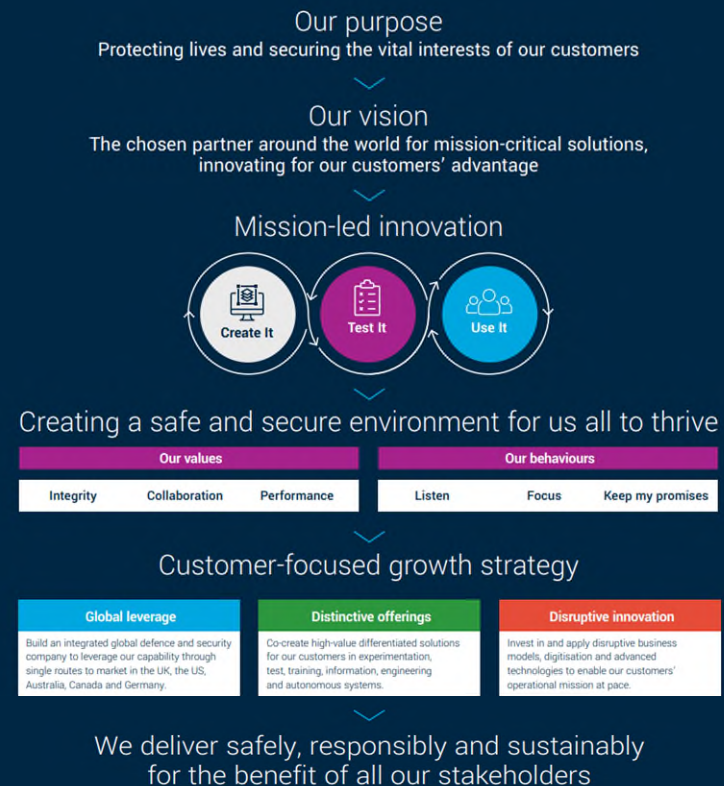 Our purpose
Protecting lives and securing the vital interests of our customers
Our vision
The chosen partner around the world for mission-critical solutions,
innovating for our customers' advantage
Mission-led innovation
Create It
Test It
Use It
Creating a safe and secure environment for us all to thrive
Our values
Integrity Collaboration Performance
Our behaviours
Listen Focus Keep my promises
Customer-focused growth strategy
Global leverage
Build an integrated global defence and security
company to leverage our capability through
single routes to market in the UK, the US,
Australia, Canada and Germany.
Distinctive offerings
Co-create high-value differentiated solutions
for our customers in experimentation,
test, training, information, engineering
and autonomous systems.
Disruptive innovation
Invest in and apply disruptive business
models, digitisation and advanced
technologies to enable our customers'
operational mission at pace.
We deliver safely, responsibly and sustainably
for the benefit of all our stakeholders